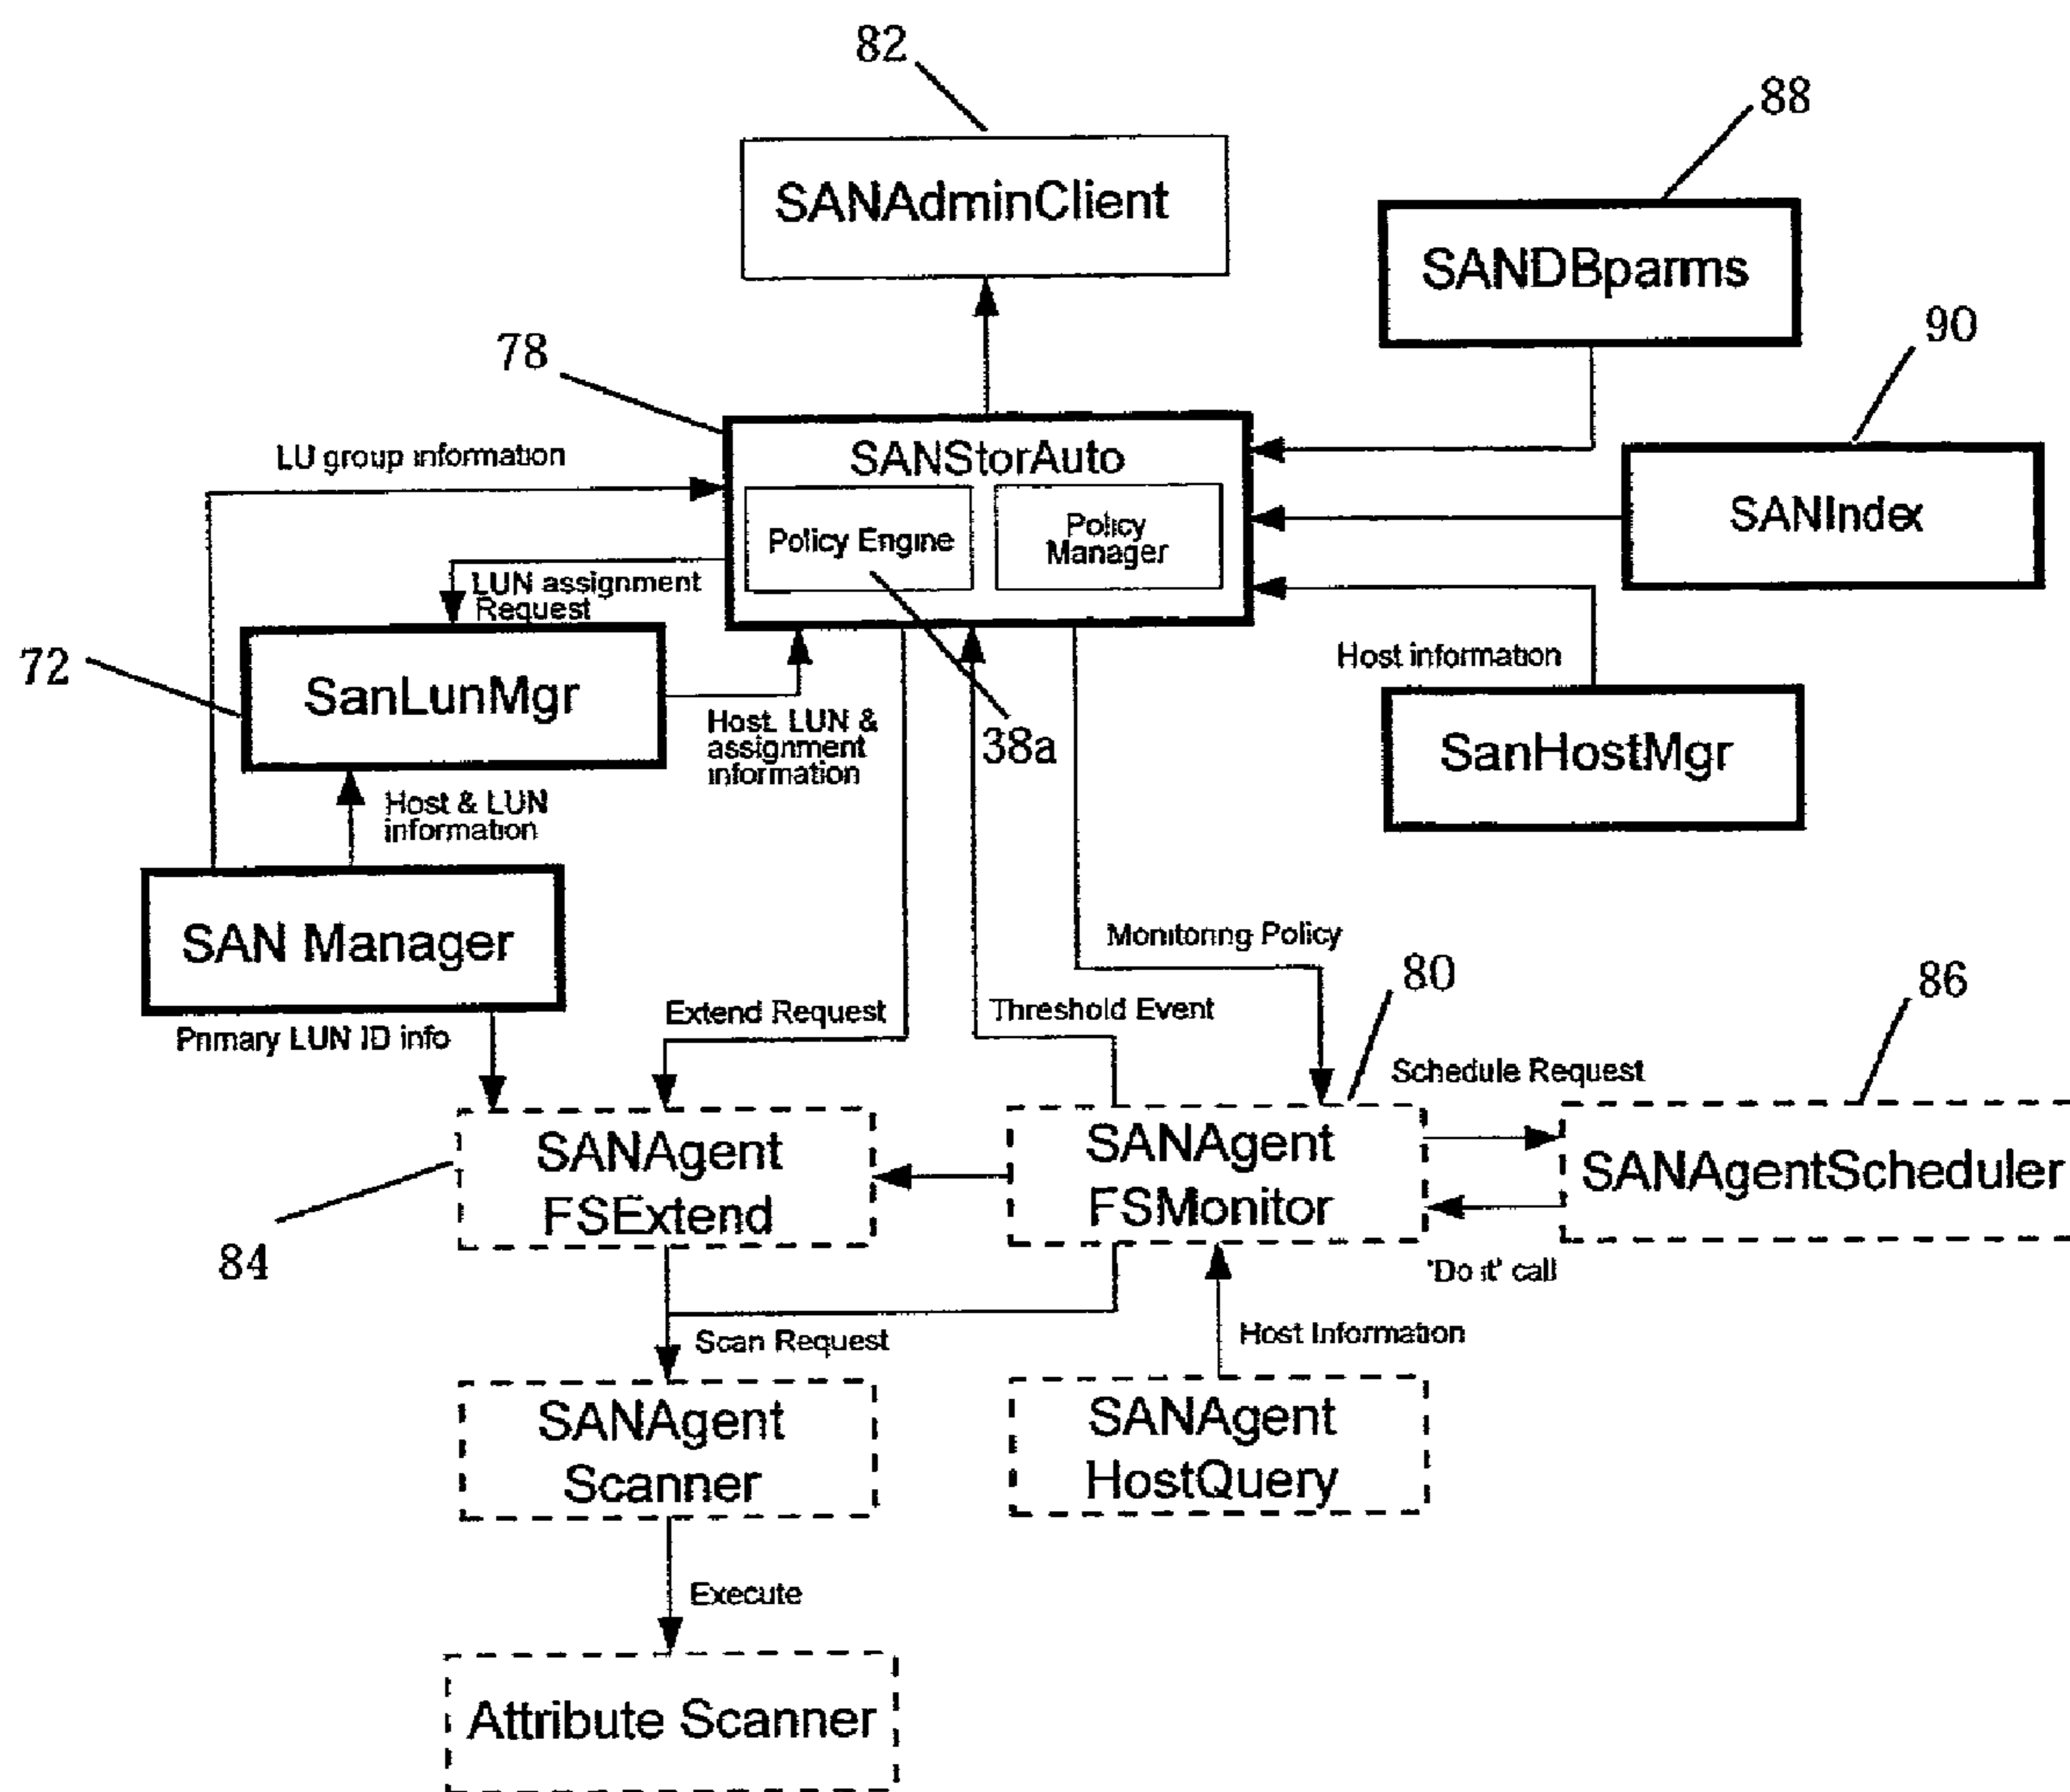 82
88
SANAdminClient
SANDBparms
90
78
LU group information
SANStorAuto
SANIndex
Policy Engine
Policy
Manager
LUN assignment
Request
72
SanLunMgr
Host information
Host. LUN &
assignment
information
38a
SanHostMgr
Host & LUN
information
SAN Manager
Monitoring Policy
80
86
Extend Request
Threshold Event
Primary LUN ID info
Schedule Request
SANAgent
FSExtend
SANAgent
FSMonitor
SANAgentScheduler
84
'Do it' call
Scan Request
Host Information
SANAgent
Scanner
SANAgent
HostQuery
Execute
Attribute Scanner